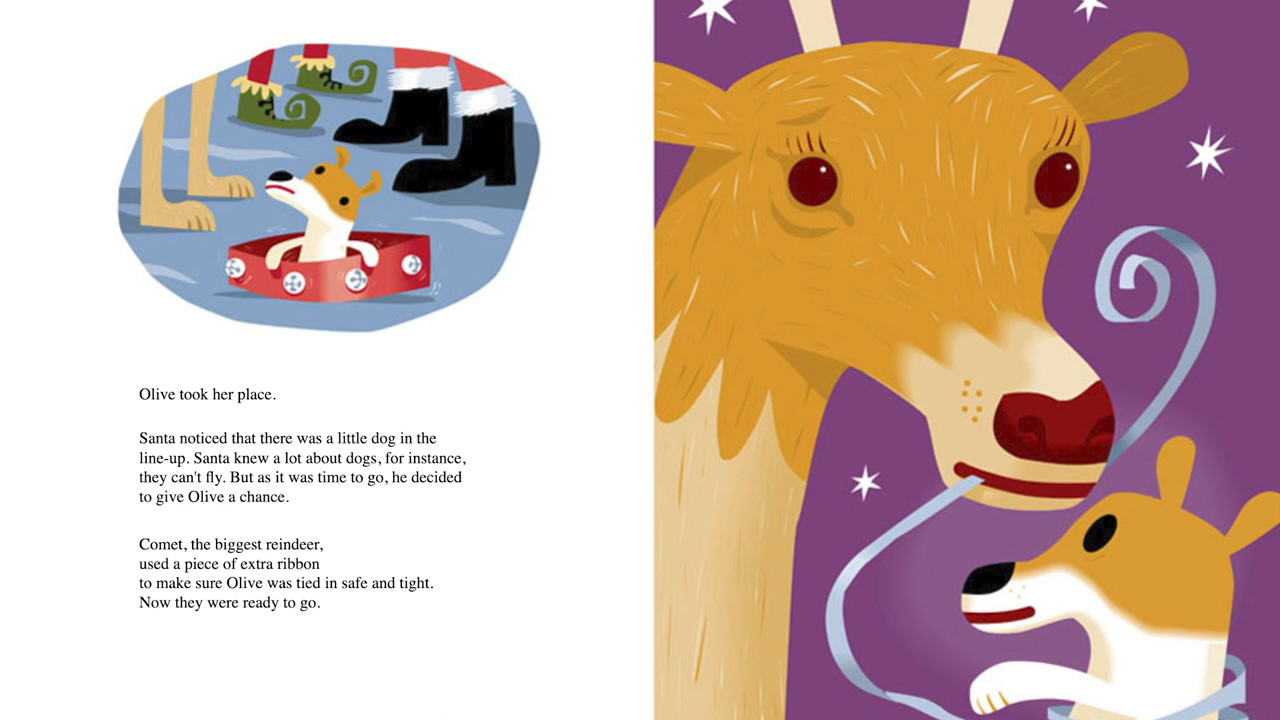 Olive took her place.
Santa noticed that there was a little dog in the
line-up. Santa knew a lot about dogs, for instance,
they can't fly. But as it was time to go, he decided
to give Olive a chance.
Comet, the biggest reindeer,
used a piece of extra ribbon
to make sure Olive was tied in safe and tight.
Now they were ready to go.